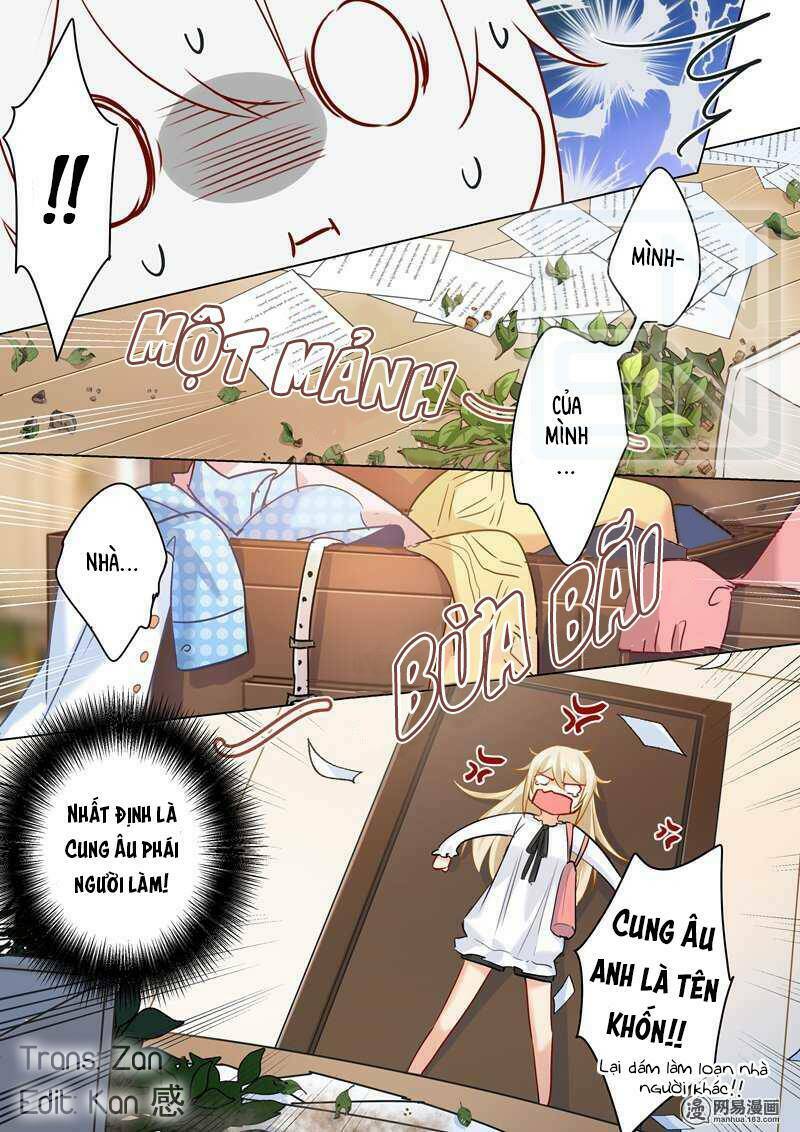 !!
MÌNH-
CỦA
MÌNH
...
MỘT MẢNH
NHÀ...
BỪA BÃI
NHẤT ĐỊNH LÀ
CUNG ÂU PHÁI
NGƯỜI LÀM!
CUNG ÂU
ANH LÀ TÊN
KHỐN!!
Lại dám làm loạn nhà
người khác!!
Trans: Zan
Edit: Kan 感
网易漫画
manhua.163.com